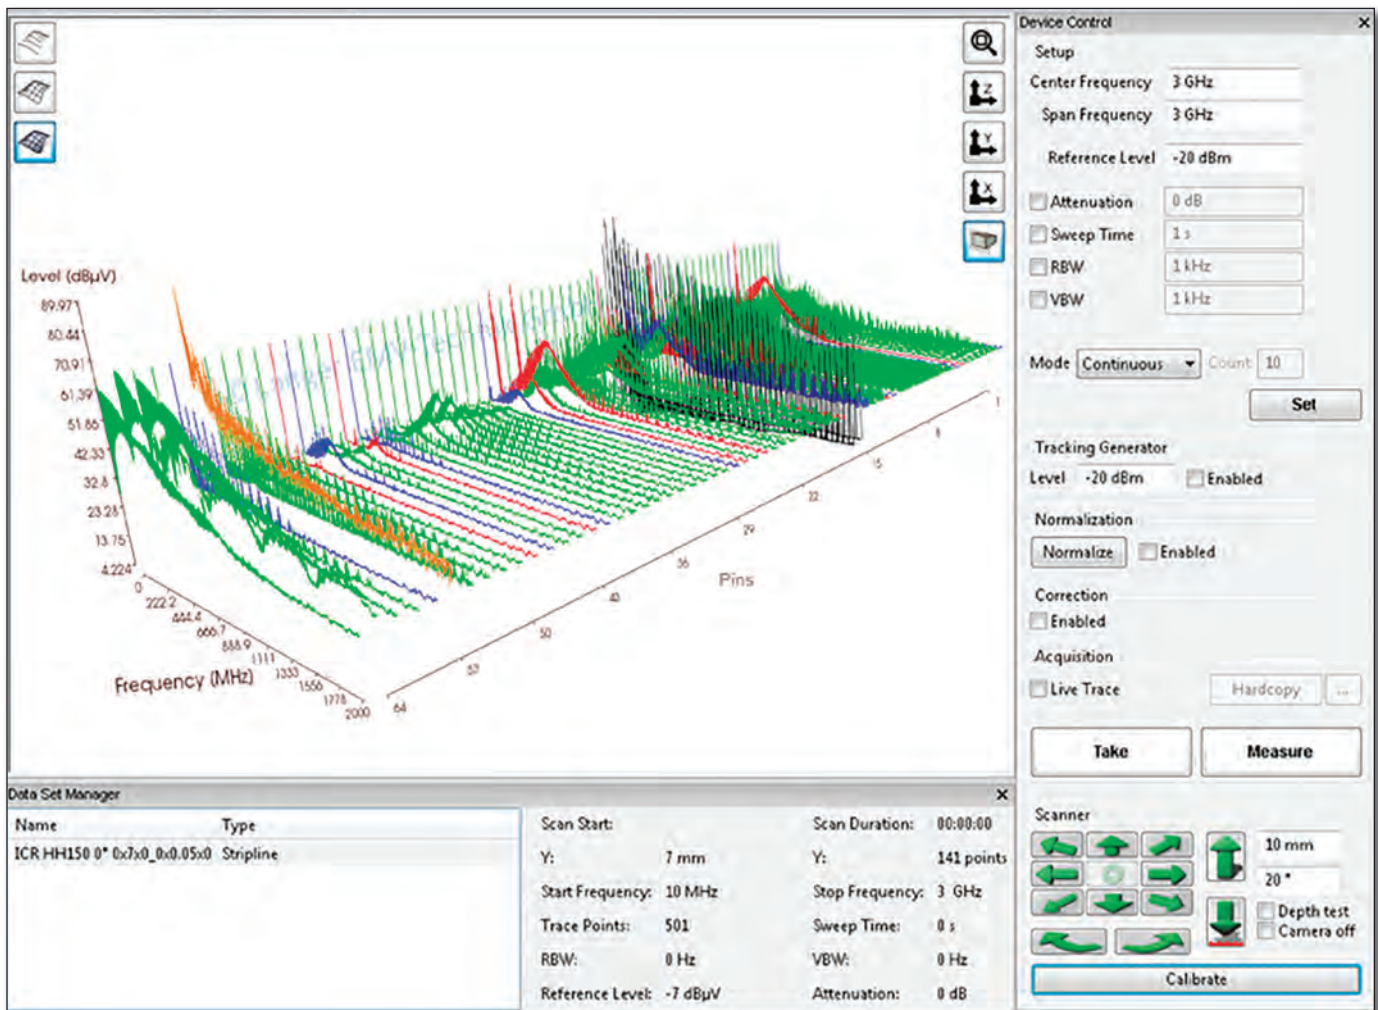 Device Control
Setup
Center Frequency 3 GHz
Span Frequency 3 GHz
Reference Level -20 dBm
Attenuation 0 dB
Sweep Time 1 s
RBW 1 kHz
VBW 1 kHz
Mode Continuous Count 10
Set
Tracking Generator
Level -20 dBm Enabled
Normalization
Normalize Enabled
Correction
Enabled
Acquisition
Live Trace Hardcopy ...
Take Measure
Scanner
10 mm
20 °
Depth test
Camera off
Calibrate
Z
Y
X
Level (dBµV)
89.97
80.44
70.91
61.39
51.86
42.33
32.8
23.28
13.75
4.224
0
222.2
444.4
666.7
888.9
1111
1333
1556
1778
2000
Frequency (MHz)
64
57
50
43
36
29
22
15
8
1
Pins
Data Set Manager
Name Type
ICR HH150 0° 0x7x0_0x0.05x0 Stripline
Scan Start: Scan Duration: 00:00:00
Y: 7 mm Y: 141 points
Start Frequency: 10 MHz Stop Frequency: 3 GHz
Trace Points: 501 Sweep Time: 0 s
RBW: 0 Hz VBW: 0 Hz
Reference Level: -7 dBµV Attenuation: 0 dB